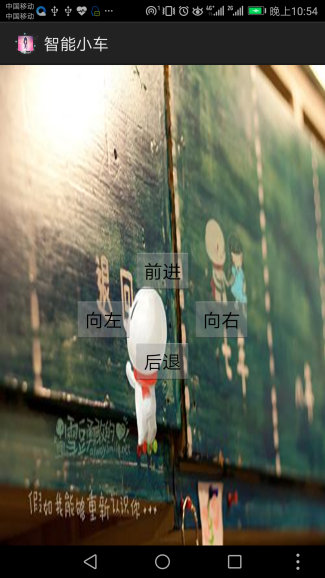 中国移动
中国移动
晚上10:54
智能小车
前进
向左
向右
后退
假如我能够重新认识你···